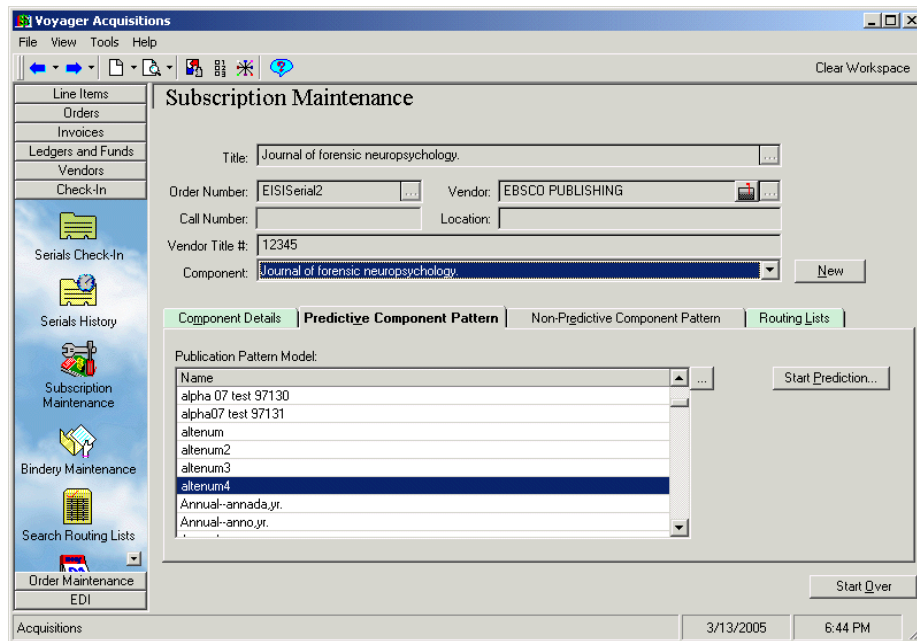 Voyager Acquisitions
File View Tools Help
Clear Workspace
Line Items
Orders
Invoices
Ledgers and Funds
Vendors
Check-In
Serials Check-In
Serials History
Subscription
Maintenance
Bindery Maintenance
Search Routing Lists
Order Maintenance
EDI
Subscription Maintenance
Title: Journal of forensic neuropsychology. ...
Order Number: EISISerial2 ... Vendor: EBSCO PUBLISHING ...
Call Number: Location:
Vendor Title #: 12345
Component: Journal of forensic neuropsychology. New
Component Details Predictive Component Pattern Non-Predictive Component Pattern Routing Lists
Publication Pattern Model:
Name ... Start Prediction...
alpha 07 test 97130
alpha07 test 97131
altenum
altenum2
altenum3
altenum4
Annual--annada,yr.
Annual--anno,yr.
Start Over
Acquisitions 3/13/2005 6:44 PM